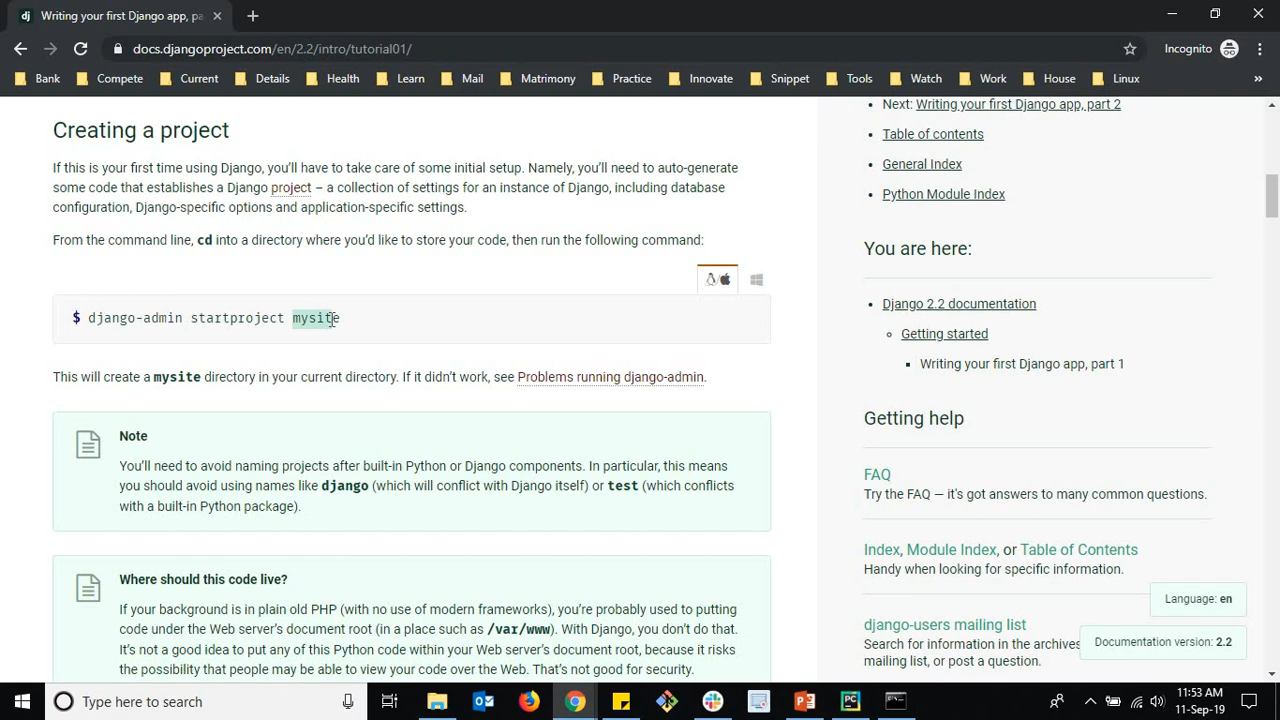 dj Writing your first Django app, pa
docs.djangoproject.com/en/2.2/intro/tutorial01/
Incognito
Bank Compete Current Details Health Learn Mail Matrimony Practice Innovate Snippet Tools Watch Work House Linux »
Creating a project
If this is your first time using Django, you'll have to take care of some initial setup. Namely, you'll need to auto-generate
some code that establishes a Django project – a collection of settings for an instance of Django, including database
configuration, Django-specific options and application-specific settings.
From the command line, cd into a directory where you'd like to store your code, then run the following command:
$ django-admin startproject mysite
This will create a mysite directory in your current directory. If it didn't work, see Problems running django-admin.
Note
You'll need to avoid naming projects after built-in Python or Django components. In particular, this means
you should avoid using names like django (which will conflict with Django itself) or test (which conflicts
with a built-in Python package).
Where should this code live?
If your background is in plain old PHP (with no use of modern frameworks), you're probably used to putting
code under the Web server's document root (in a place such as /var/www). With Django, you don't do that.
It's not a good idea to put any of this Python code within your Web server's document root, because it risks
the possibility that people may be able to view your code over the Web. That's not good for security.
Next: Writing your first Django app, part 2
Table of contents
General Index
Python Module Index
You are here:
Django 2.2 documentation
Getting started
Writing your first Django app, part 1
Getting help
FAQ
Try the FAQ — it's got answers to many common questions.
Index, Module Index, or Table of Contents
Handy when looking for specific information.
django-users mailing list
Search for information in the archives
mailing list, or post a question.
Language: en
Documentation version: 2.2
Type here to search
11:53 AM
11-Sep-19